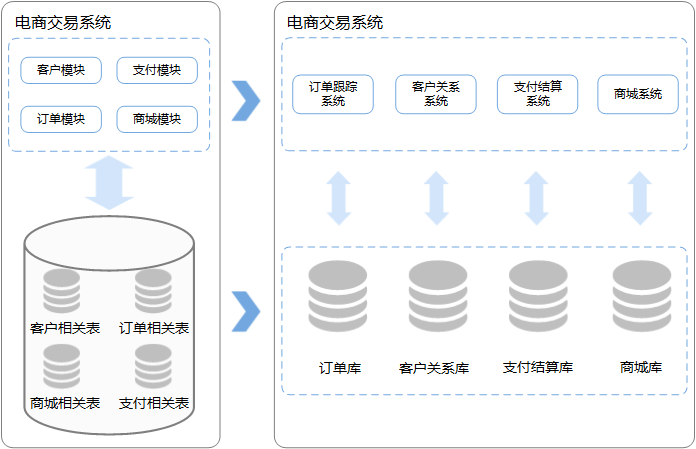 电商交易系统
客户模块
支付模块
订单模块
商城模块
客户相关表
订单相关表
商城相关表
支付相关表
电商交易系统
订单跟踪
系统
客户关系
系统
支付结算
系统
商城系统
订单库
客户关系库
支付结算库
商城库